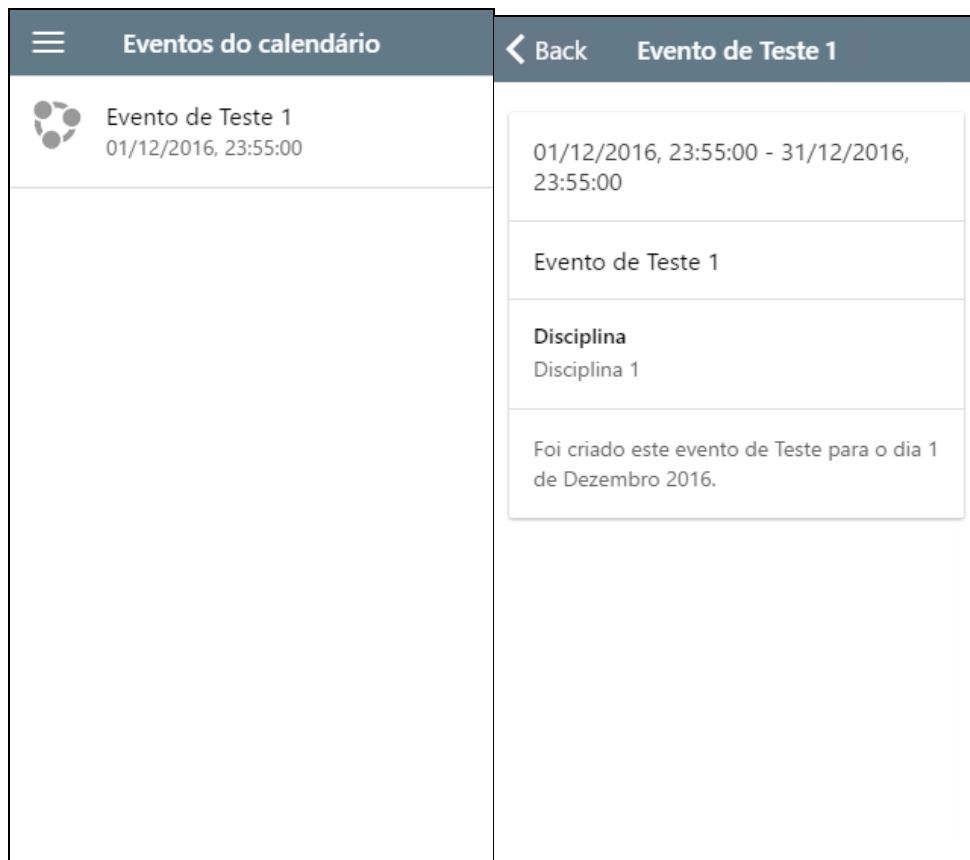 Eventos do calendário
Evento de Teste 1
01/12/2016, 23:55:00
Back
Evento de Teste 1
01/12/2016, 23:55:00 - 31/12/2016,
23:55:00
Evento de Teste 1
Disciplina
Disciplina 1
Foi criado este evento de Teste para o dia 1
de Dezembro 2016.